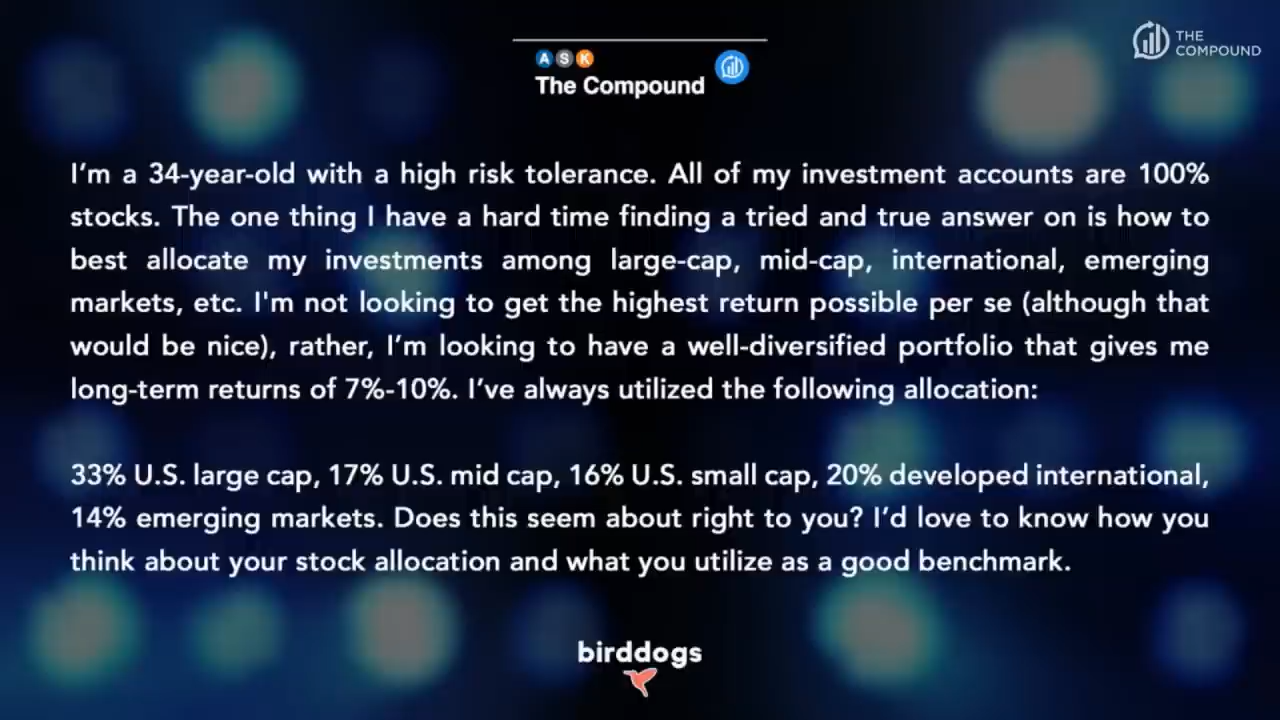 ASK
The Compound
THE
COMPOUND
I'm a 34-year-old with a high risk tolerance. All of my investment accounts are 100%
stocks. The one thing I have a hard time finding a tried and true answer on is how to
best allocate my investments among large-cap, mid-cap, international, emerging
markets, etc. I'm not looking to get the highest return possible per se (although that
would be nice), rather, I'm looking to have a well-diversified portfolio that gives me
long-term returns of 7%-10%. I've always utilized the following allocation:
33% U.S. large cap, 17% U.S. mid cap, 16% U.S. small cap, 20% developed international,
14% emerging markets. Does this seem about right to you? I'd love to know how you
think about your stock allocation and what you utilize as a good benchmark.
birddogs